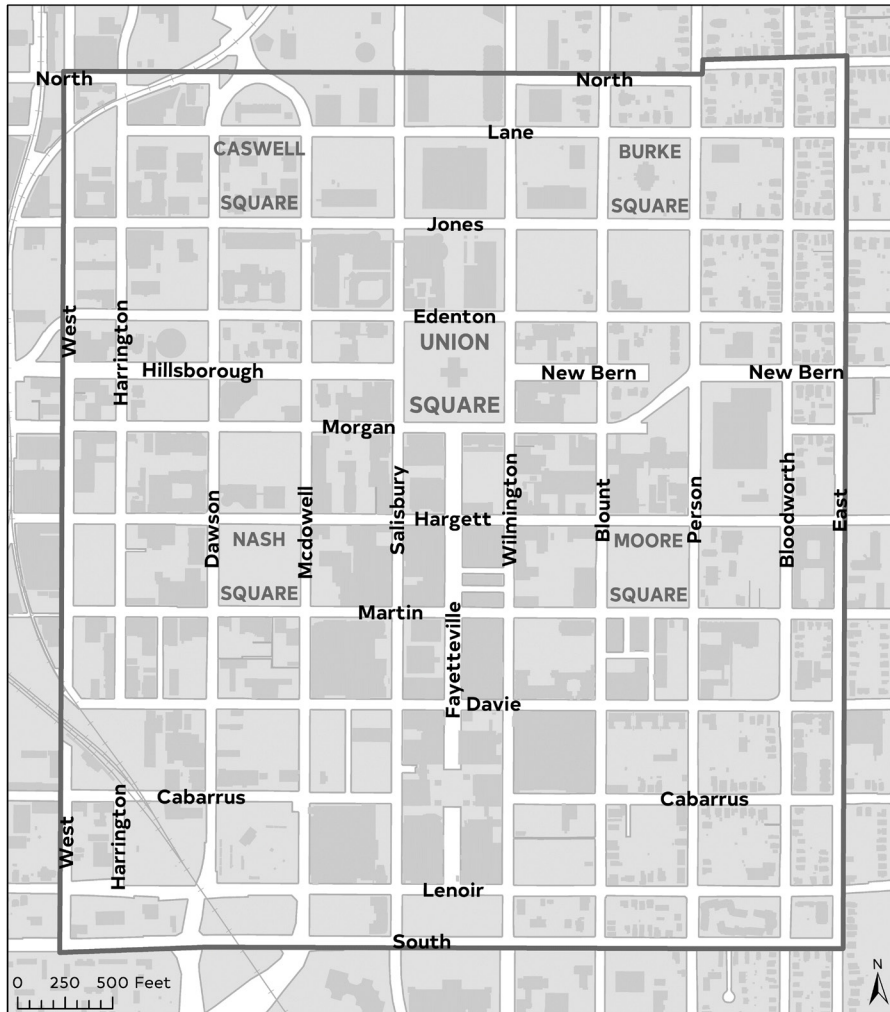 North
North
Lane
CASWELL
SQUARE
BURKE
SQUARE
Jones
West
Harrington
Edenton
UNION
SQUARE
Hillsborough
New Bern
New Bern
Morgan
Dawson
Mcdowell
Salisbury
Hargett
Wilmington
Blount
Person
Bloodworth
East
NASH
SQUARE
MOORE
SQUARE
Martin
Fayetteville
Davie
Cabarrus
Cabarrus
West
Harrington
Lenoir
South
0 250 500 Feet
N